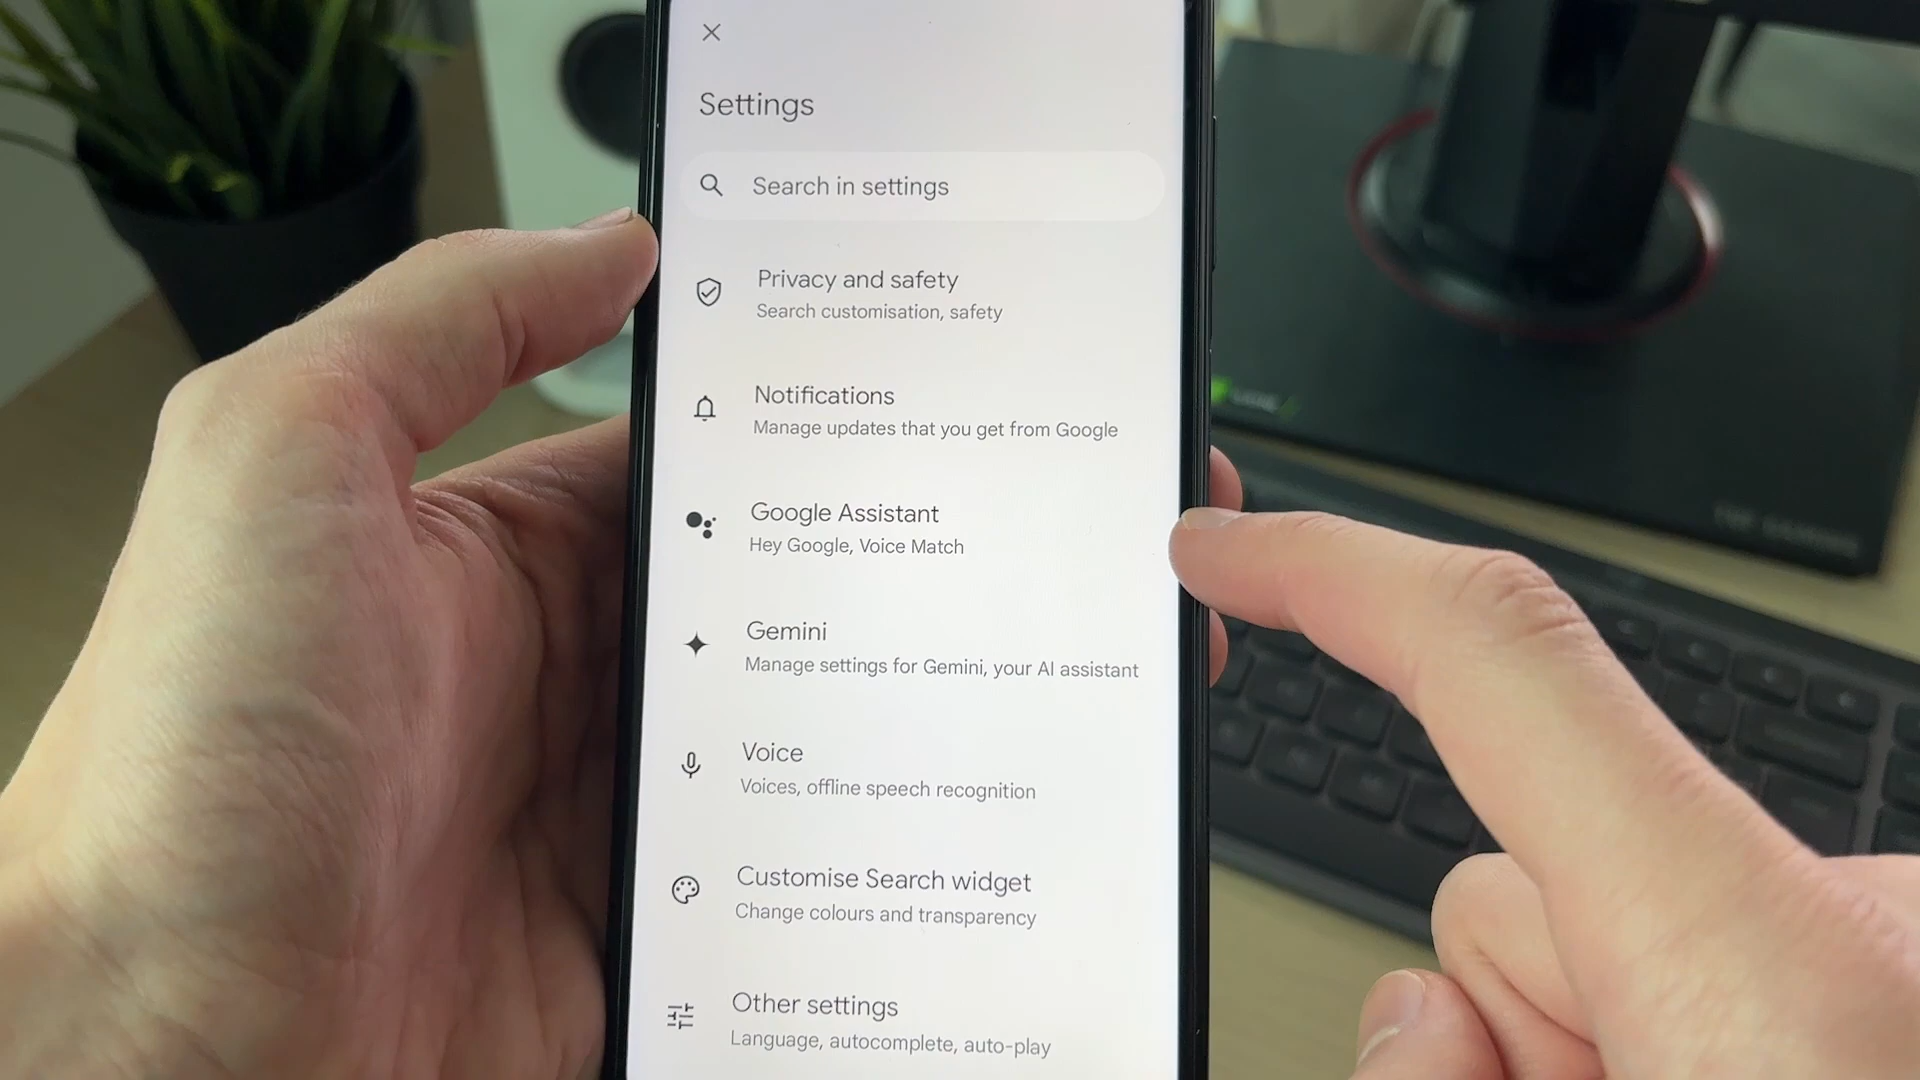 Settings
Search in settings
Privacy and safety
Search customisation, safety
Notifications
Manage updates that you get from Google
Google Assistant
Hey Google, Voice Match
Gemini
Manage settings for Gemini, your AI assistant
Voice
Voices, offline speech recognition
Customise Search widget
Change colours and transparency
Other settings
Language, autocomplete, auto-play